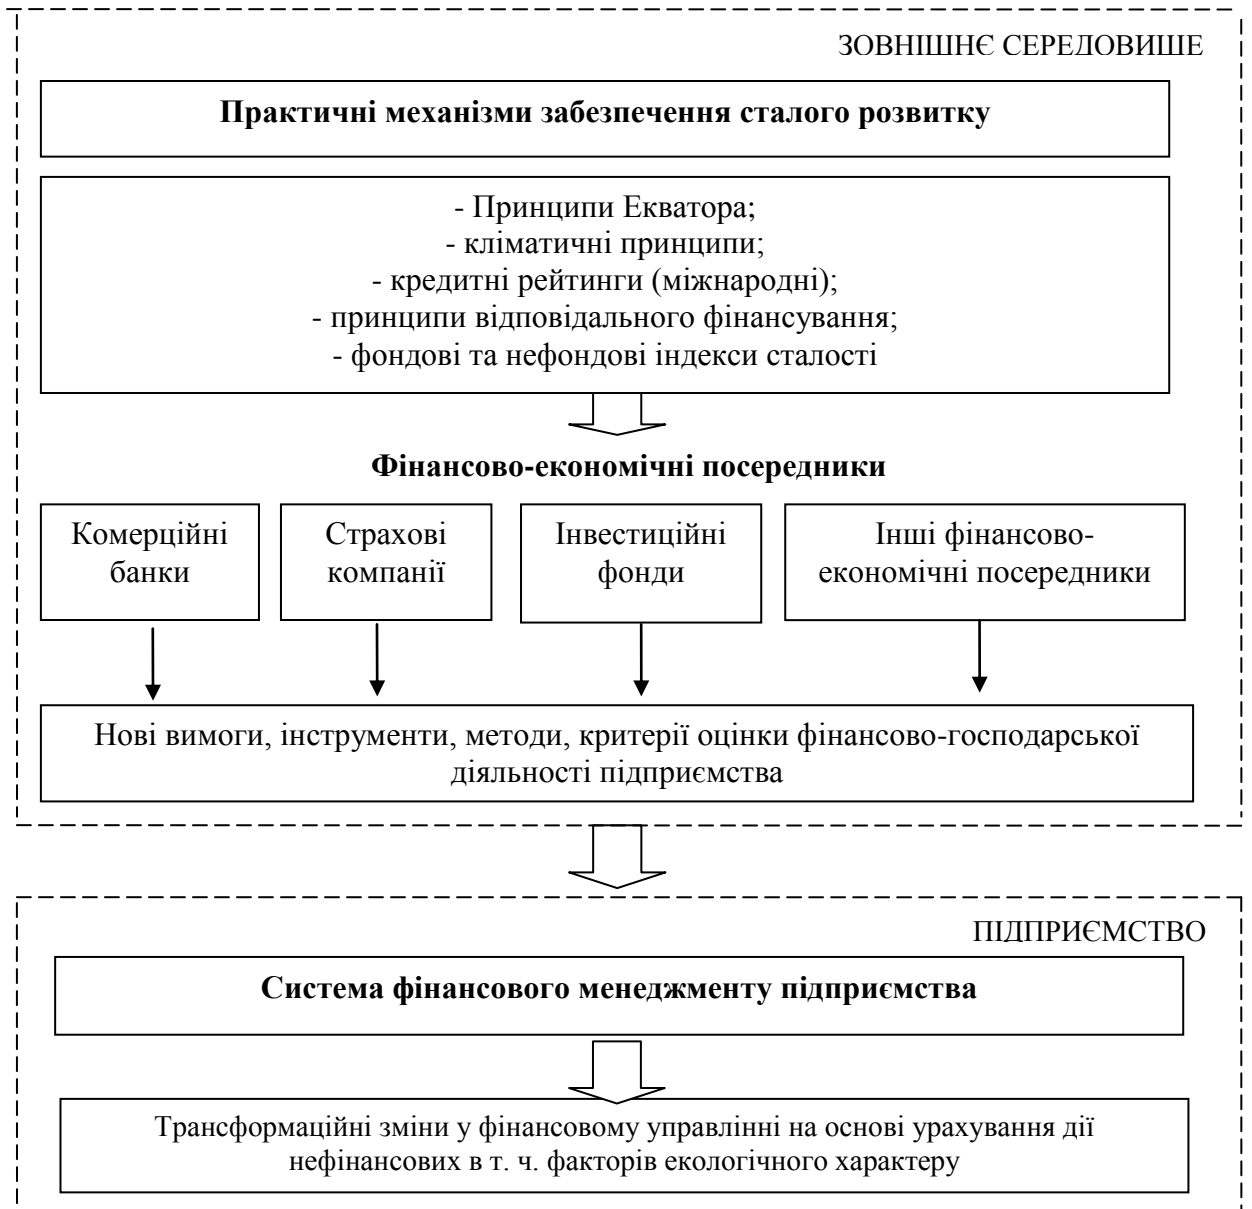 ЗОВНІШНЄ СЕРЕДОВИЩЕ
Практичні механізми забезпечення сталого розвитку
- Принципи Екватора;
- кліматичні принципи;
- кредитні рейтинги (міжнародні);
- принципи відповідального фінансування;
- фондові та нефондові індекси сталості
Фінансово-економічні посередники
Комерційні
банки
Страхові
компанії
Інвестиційні
фонди
Інші фінансово-
економічні посередники
Нові вимоги, інструменти, методи, критерії оцінки фінансово-господарської
діяльності підприємства
ПІДПРИЄМСТВО
Система фінансового менеджменту підприємства
Трансформаційні зміни у фінансовому управлінні на основі урахування дії
нефінансових в т. ч. факторів екологічного характеру